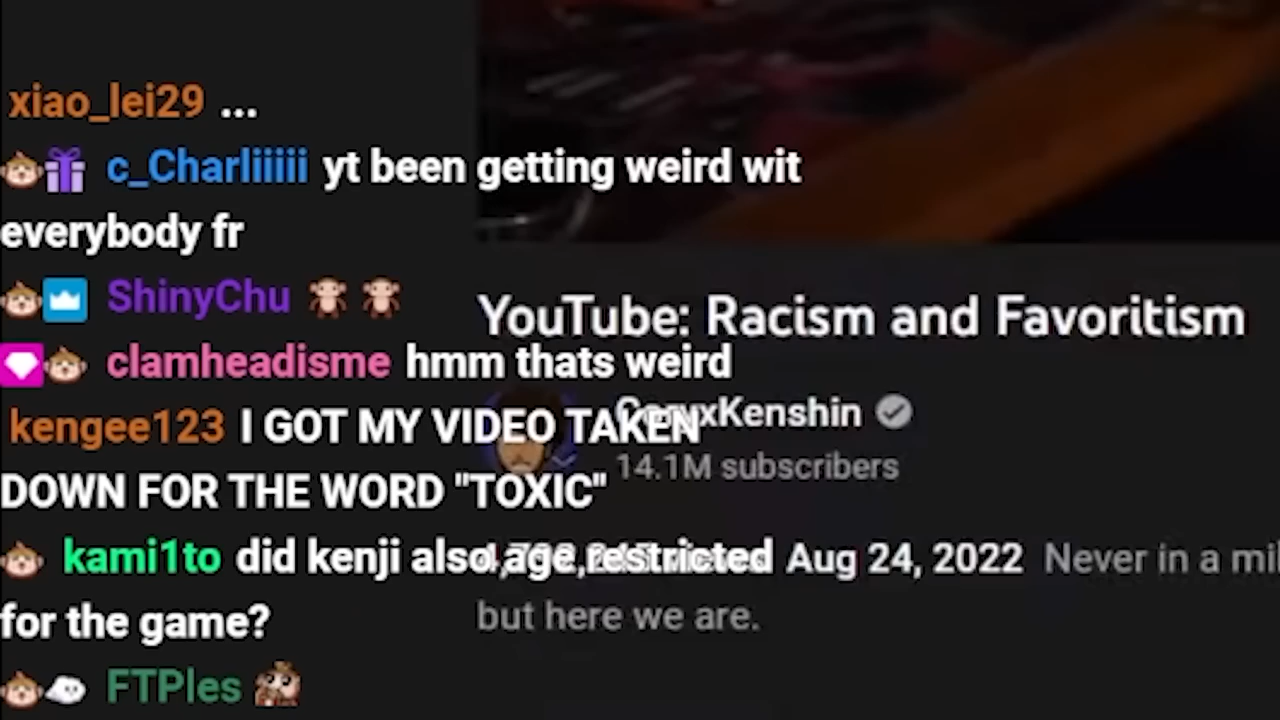 xiao_lei29 ...
c_Charliiiii yt been getting weird wit
everybody fr
ShinyChu
YouTube: Racism and Favoritism
clamheadisme hmm thats weird
CoryxKenshin
kengee123 I GOT MY VIDEO TAKEN
14.1M subscribers
DOWN FOR THE WORD "TOXIC"
kami1to did kenji also age restricted
Aug 24, 2022 Never in a mil
for the game?
but here we are.
FTPles